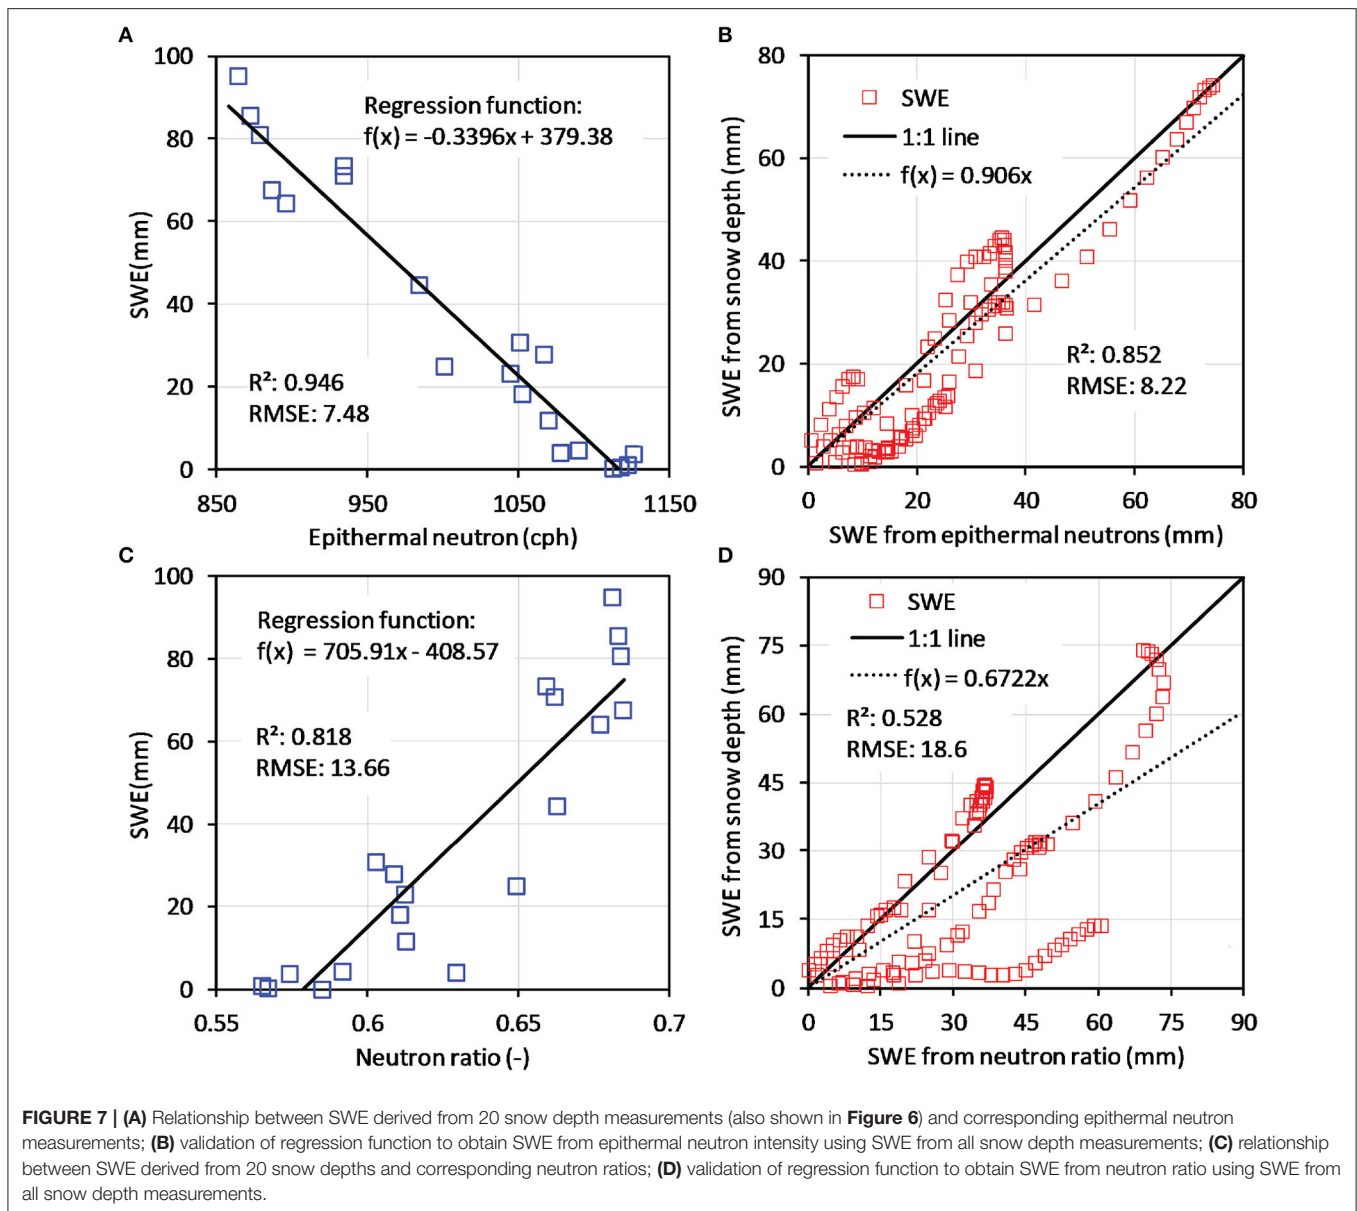 A
SWE(mm)
100
80
60
40
20
0
850
950
1050
1150
Epithermal neutron (cph)
Regression function:
f(x) = -0.3396x + 379.38
R²: 0.946
RMSE: 7.48
B
SWE from snow depth (mm)
80
60
40
20
0
0
20
40
60
80
SWE from epithermal neutrons (mm)
SWE
1:1 line
f(x) = 0.906x
R²: 0.852
RMSE: 8.22
C
SWE(mm)
100
80
60
40
20
0
0.55
0.6
0.65
0.7
Neutron ratio (-)
Regression function:
f(x) = 705.91x - 408.57
R²: 0.818
RMSE: 13.66
D
SWE from snow depth (mm)
90
75
60
45
30
15
0
0
15
30
45
60
75
90
SWE from neutron ratio (mm)
SWE
1:1 line
f(x) = 0.6722x
R²: 0.528
RMSE: 18.6
FIGURE 7 | (A) Relationship between SWE derived from 20 snow depth measurements (also shown in Figure 6) and corresponding epithermal neutron
measurements; (B) validation of regression function to obtain SWE from epithermal neutron intensity using SWE from all snow depth measurements; (C) relationship
between SWE derived from 20 snow depths and corresponding neutron ratios; (D) validation of regression function to obtain SWE from neutron ratio using SWE from
all snow depth measurements.